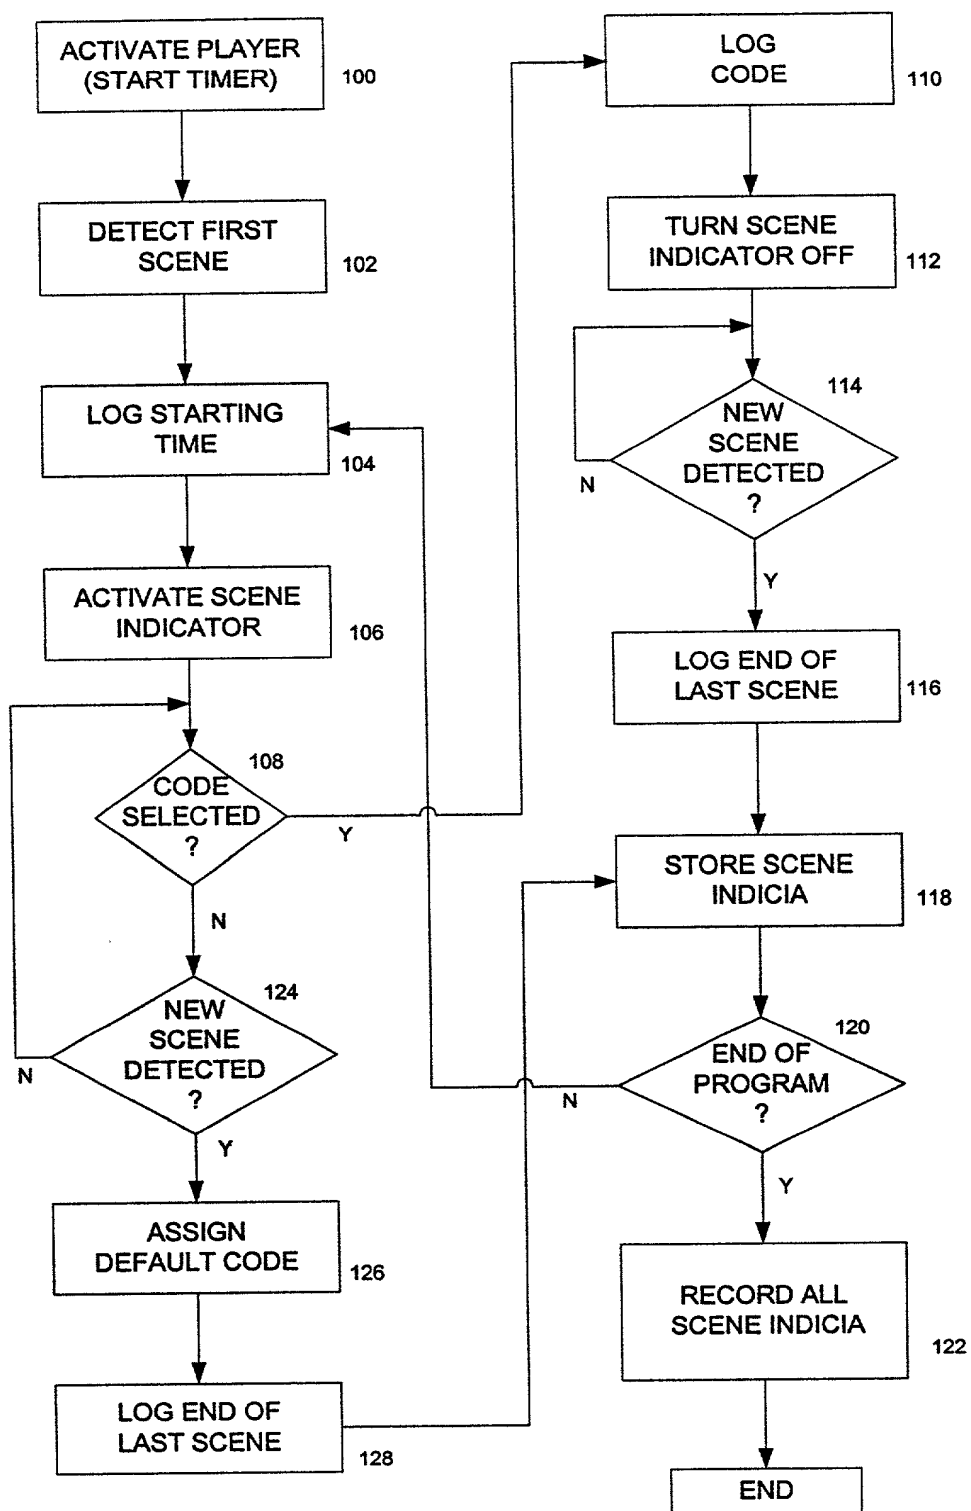 ACTIVATE PLAYER
(START TIMER)
100
DETECT FIRST
SCENE
102
LOG STARTING
TIME
104
ACTIVATE SCENE
INDICATOR
106
108
CODE
SELECTED
?
Y
N
124
NEW
SCENE
DETECTED
?
N
Y
ASSIGN
DEFAULT CODE
126
LOG END OF
LAST SCENE
128
LOG
CODE
110
TURN SCENE
INDICATOR OFF
112
114
NEW
SCENE
DETECTED
?
N
Y
LOG END OF
LAST SCENE
116
STORE SCENE
INDICIA
118
120
END OF
PROGRAM
?
N
Y
RECORD ALL
SCENE INDICIA
122
END